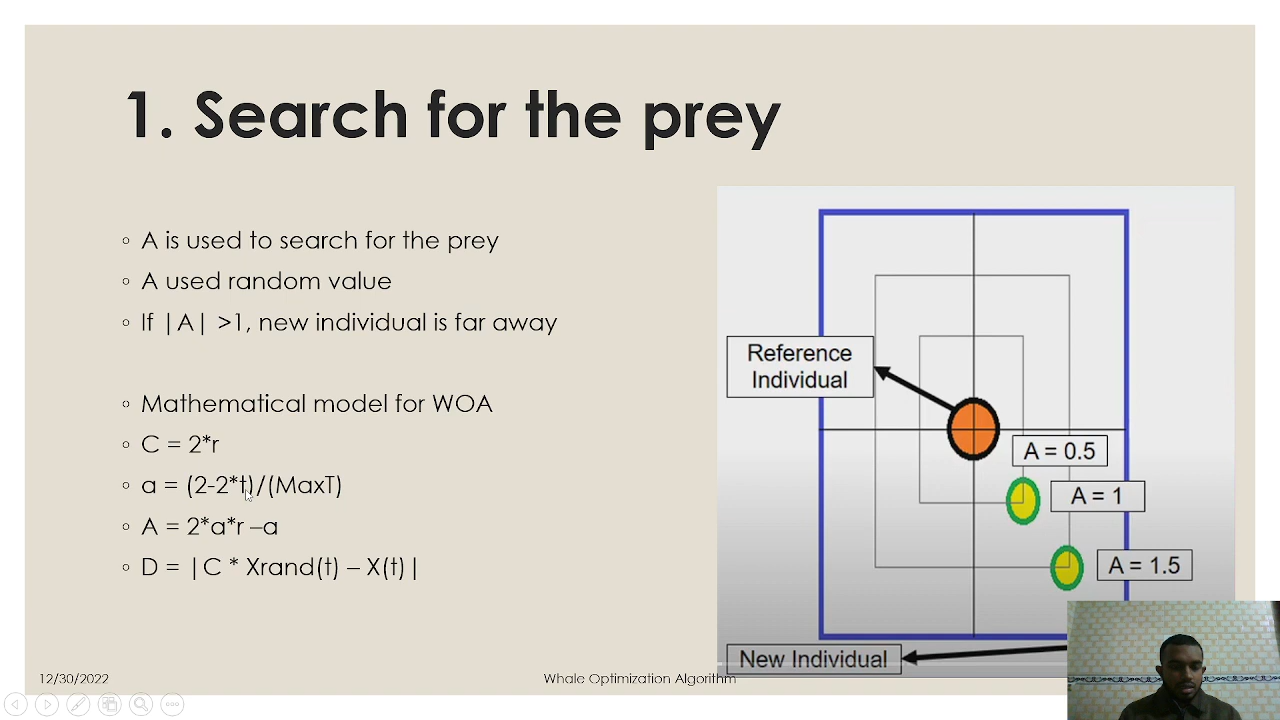 1. Search for the prey
◦ A is used to search for the prey
◦ A used random value
◦ If |A| >1, new individual is far away
◦ Mathematical model for WOA
◦ C = 2*r
◦ a = (2-2*t)/(MaxT)
◦ A = 2*a*r –a
◦ D = |C * Xrand(t) – X(t)|
Reference
Individual
A = 0.5
A = 1
A = 1.5
New Individual
12/30/2022
Whale Optimization Algorithm